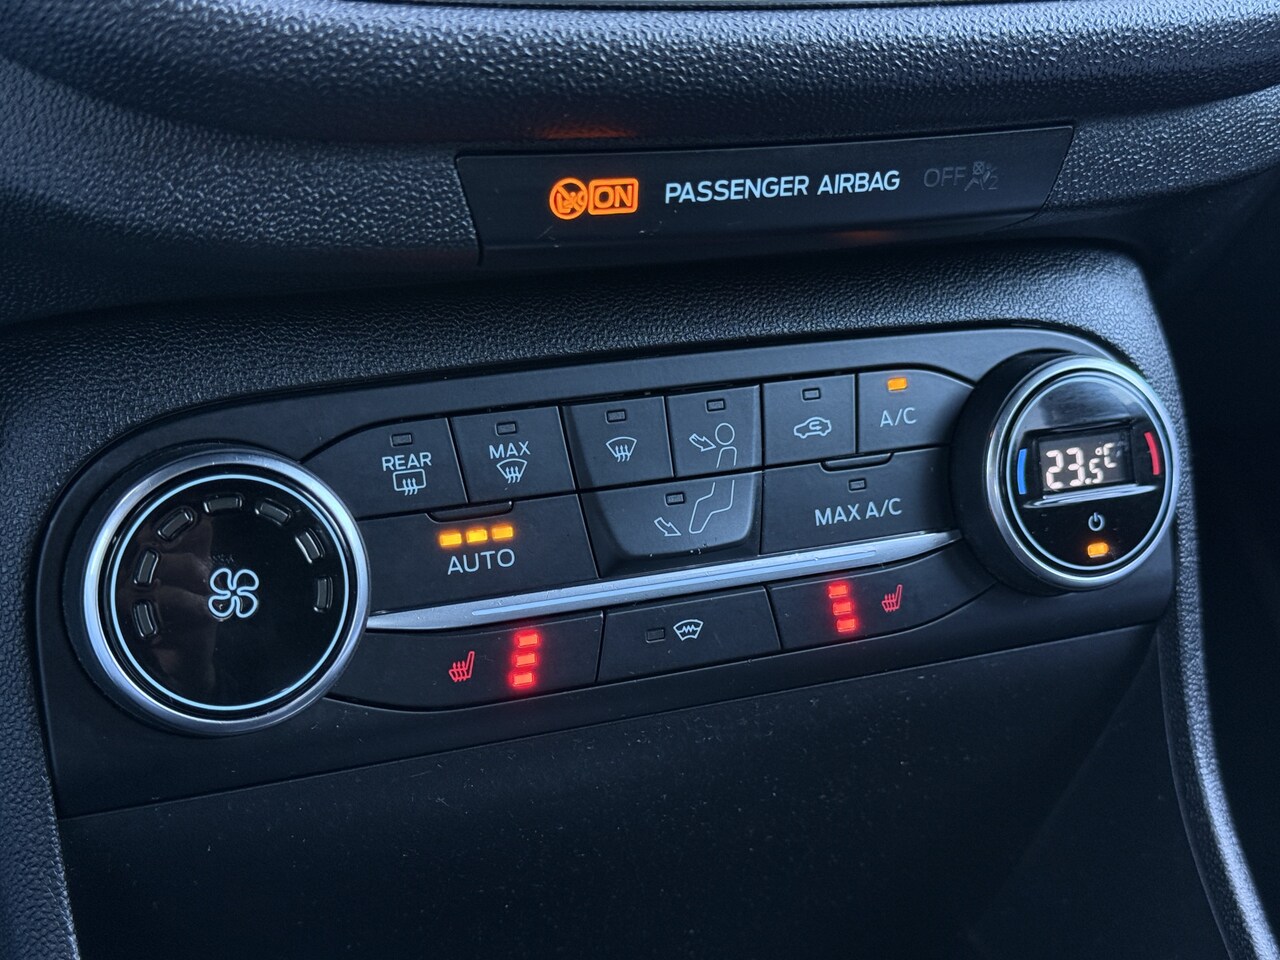 ON PASSENGER AIRBAG OFF
REAR
MAX
A/C
23.5°C
AUTO
MAX A/C